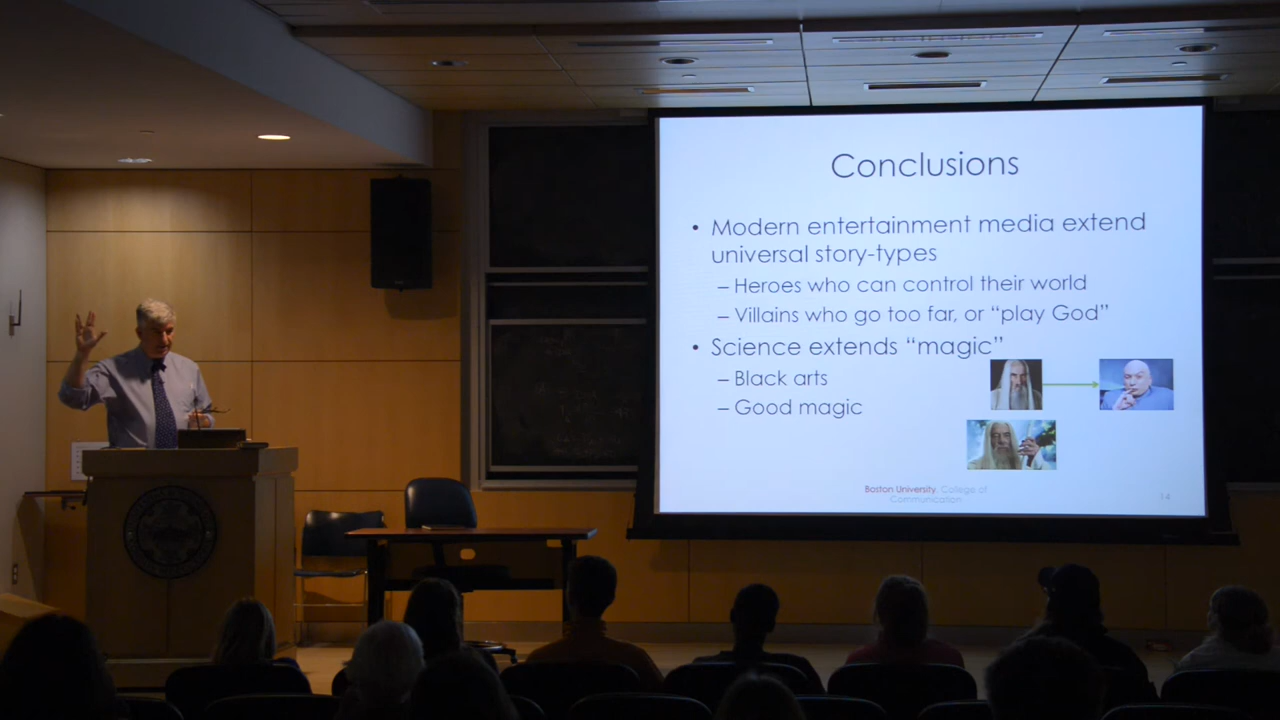 Conclusions
• Modern entertainment media extend
universal story-types
– Heroes who can control their world
– Villains who go too far, or “play God”
• Science extends “magic”
– Black arts
– Good magic
Boston University College of
Communication
14